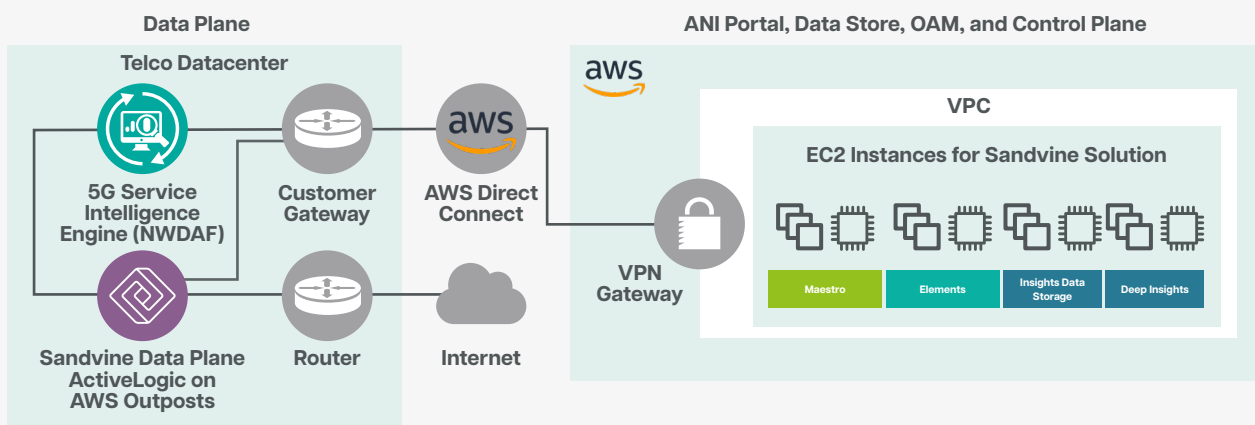 Data Plane
ANI Portal, Data Store, OAM, and Control Plane
Telco Datacenter
aws
VPC
EC2 Instances for Sandvine Solution
aws
5G Service
Intelligence
Engine (NWDAF)
Customer
Gateway
AWS Direct
Connect
VPN
Gateway
Maestro
Elements
Insights Data
Storage
Deep Insights
Sandvine Data Plane
ActiveLogic on
AWS Outposts
Router
Internet